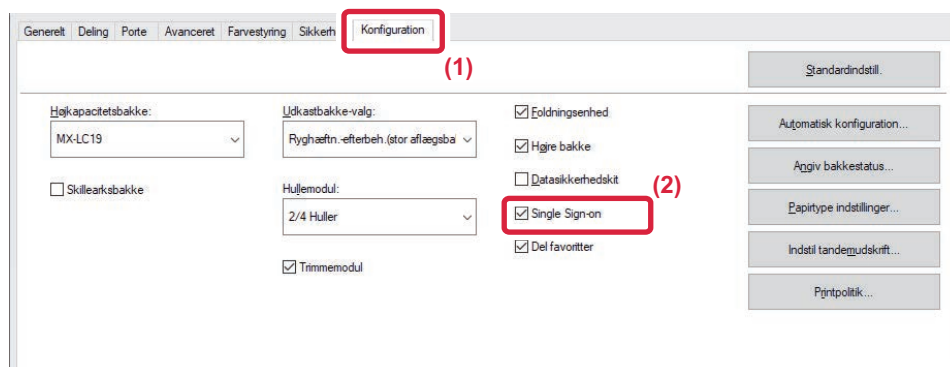 Generelt Deling Porte Avanceret Farvestyring Sikkerh Konfiguration
(1)
Standardindstill.
Højkapacitetsbakke:
MX-LC19
Skillearksbakke
Udkastbakke-valg:
Ryghæftn.-efterbeh.(stor aflægsba
Hullemodul:
2/4 Huller
Trimmemodul
Foldningsenhed
Højre bakke
Datasikkerhedskit
(2)
Single Sign-on
Del favoritter
Automatisk konfiguration...
Angiv bakkestatus...
Papirtype indstillinger...
Indstil tandemudskrift...
Printpolitik...